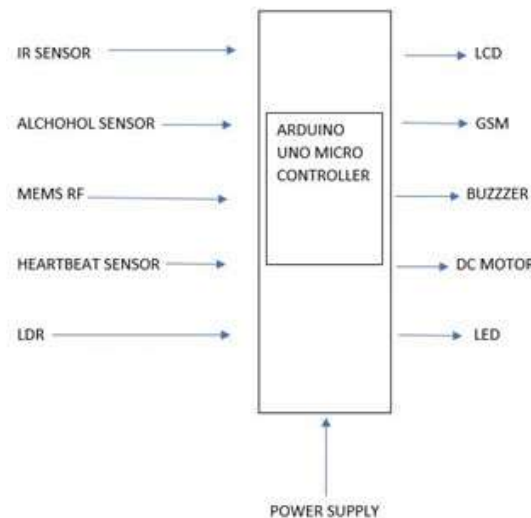 IR SENSOR
ALCHOHOL SENSOR
MEMS RF
HEARTBEAT SENSOR
LDR
ARDUINO
UNO MICRO
CONTROLLER
LCD
GSM
BUZZZER
DC MOTOR
LED
POWER SUPPLY